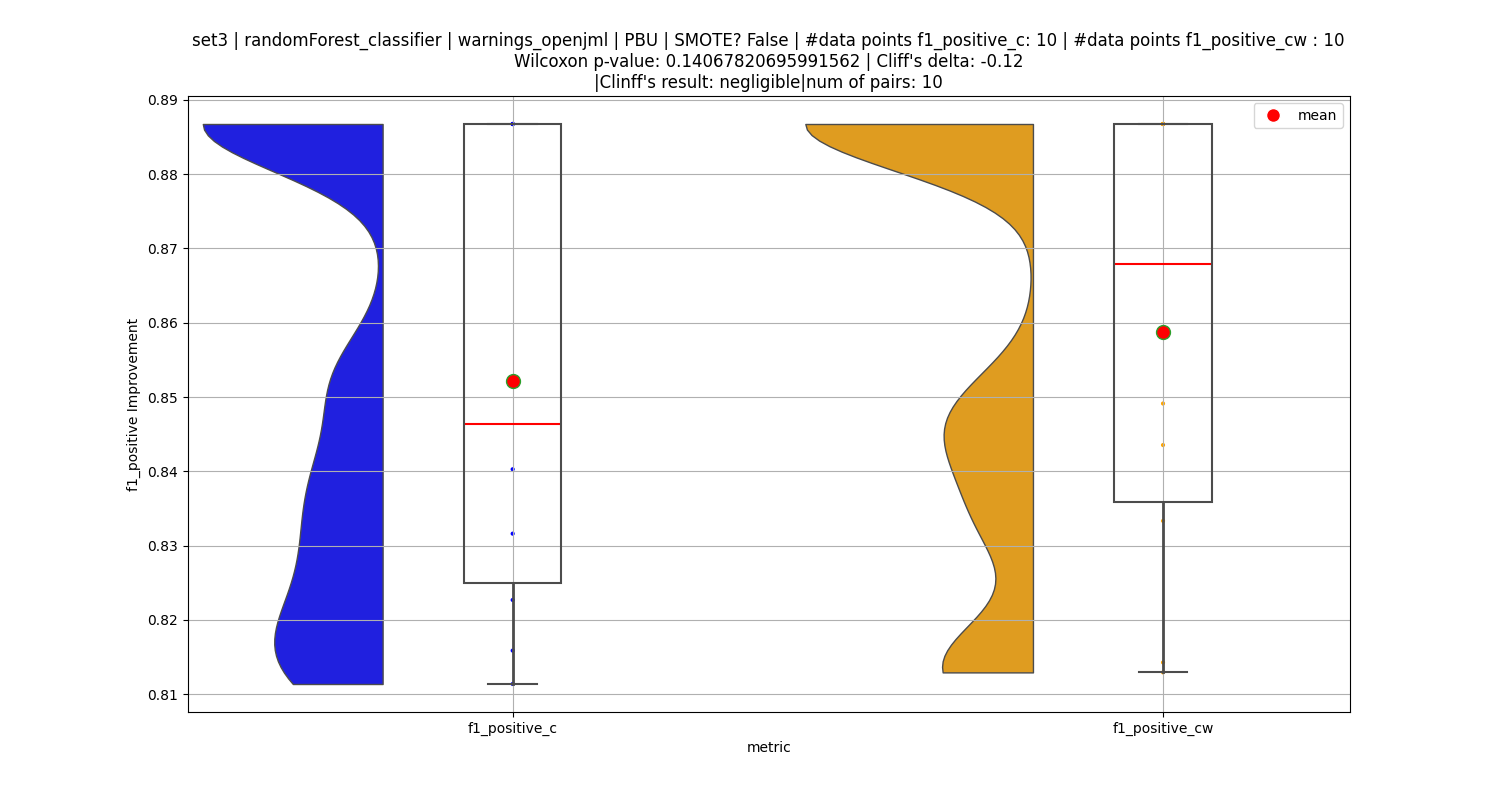 set3 | randomForest_classifier | warnings_openjml | PBU | SMOTE? False | #data points f1_positive_c: 10 | #data points f1_positive_cw : 10
Wilcoxon p-value: 0.14067820695991562 | Cliff's delta: -0.12
|Clinff's result: negligible|num of pairs: 10
mean
0.89
0.88
0.87
0.86
0.85
0.84
0.83
0.82
0.81
f1_positive Improvement
f1_positive_c
f1_positive_cw
metric